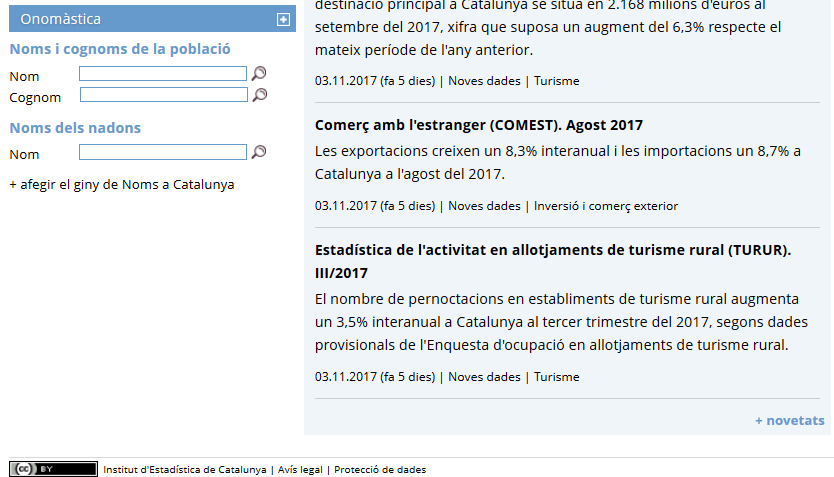 Onomàstica
Noms i cognoms de la població
Nom
Cognom
Noms dels nadons
Nom
+ afegir el giny de Noms a Catalunya
destinació principal a Catalunya se situa en 2.168 milions d'euros al
setembre del 2017, xifra que suposa un augment del 6,3% respecte el
mateix període de l'any anterior.
03.11.2017 (fa 5 dies) | Noves dades | Turisme
Comerç amb l'estranger (COMEST). Agost 2017
Les exportacions creixen un 8,3% interanual i les importacions un 8,7% a
Catalunya a l'agost del 2017.
03.11.2017 (fa 5 dies) | Noves dades | Inversió i comerç exterior
Estadística de l'activitat en allotjaments de turisme rural (TURUR).
III/2017
El nombre de pernoctacions en establiments de turisme rural augmenta
un 3,5% interanual a Catalunya al tercer trimestre del 2017, segons dades
provisionals de l'Enquesta d'ocupació en allotjaments de turisme rural.
03.11.2017 (fa 5 dies) | Noves dades | Turisme
+ novetats
cc BY Institut d'Estadística de Catalunya | Avís legal | Protecció de dades